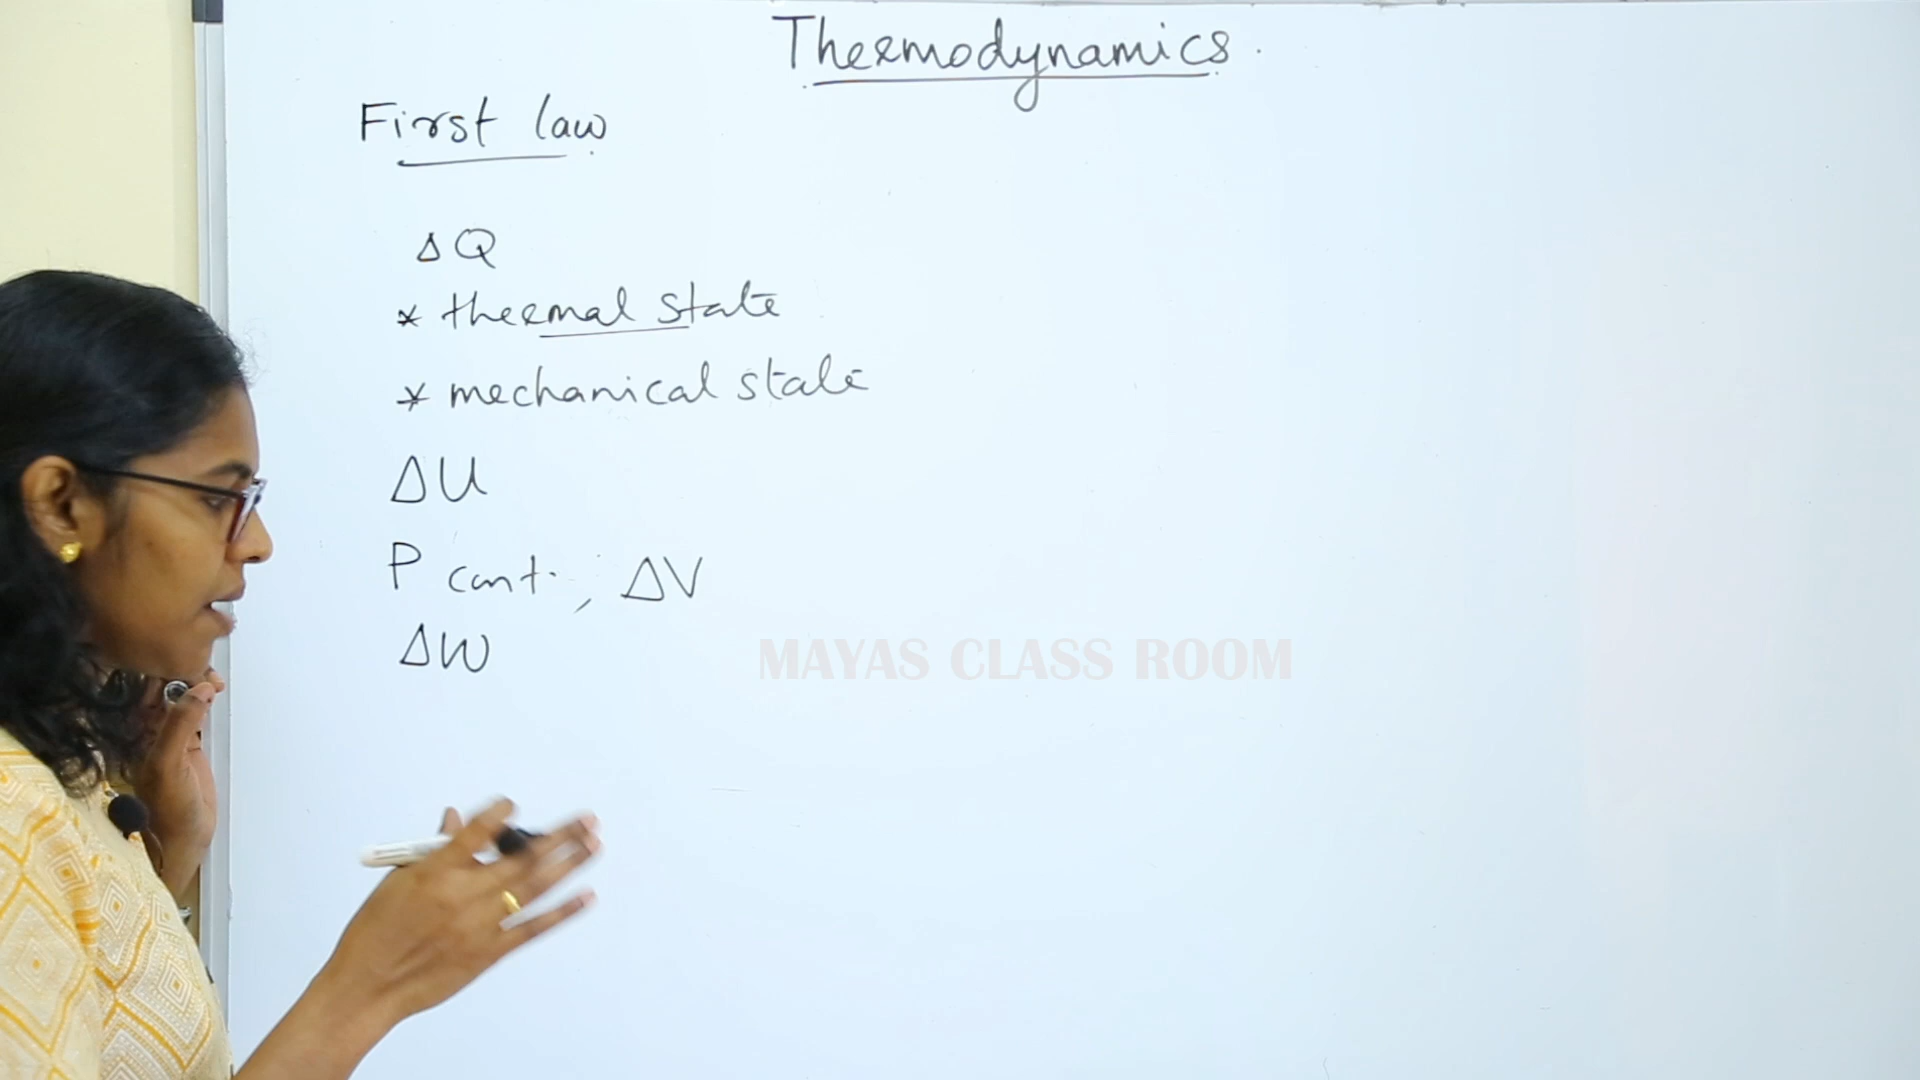 Thermodynamics
First law
ΔQ
* thermal state
* mechanical state
ΔU
P cont. , ΔV
ΔW
MAYAS CLASS ROOM